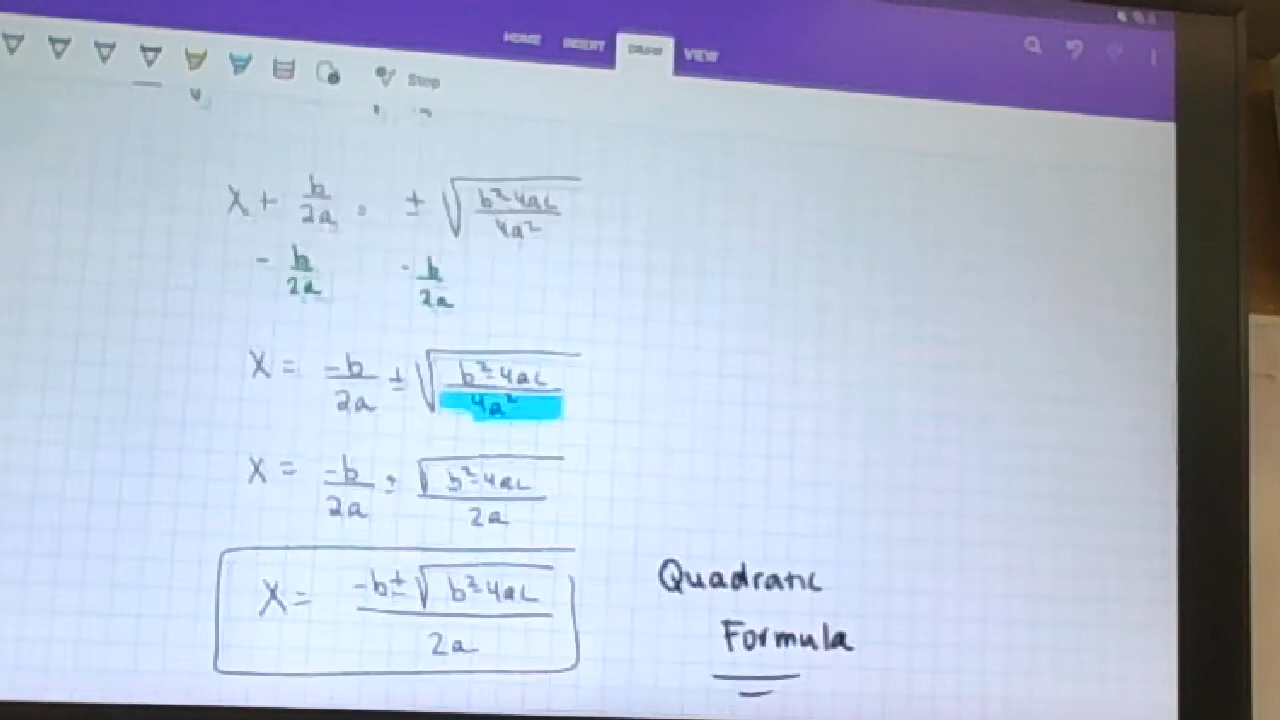 HOME INSERT DRAW VIEW
Stop
x + b/2a = ± √(b²-4ac/4a²)
- b/2a - b/2a
x = -b/2a ± √(b²-4ac/4a²)
x = -b/2a ± √(b²-4ac)/2a
x = -b ± √(b²-4ac)/2a
Quadratic
Formula